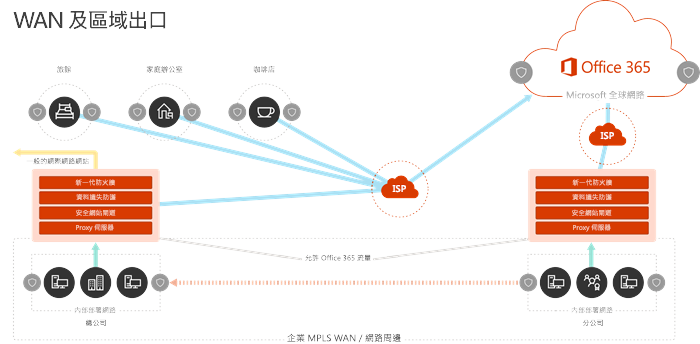 WAN 及區域出口
Office 365
Microsoft 全球網路
旅館
家庭辦公室
咖啡店
ISP
ISP
一般的網際網路網站
新一代防火牆
資料遺失防護
安全網站閘道
Proxy 伺服器
新一代防火牆
資料遺失防護
安全網站閘道
Proxy 伺服器
允許 Office 365 流量
內部部署網路
總公司
內部部署網路
分公司
企業 MPLS WAN / 網路周邊